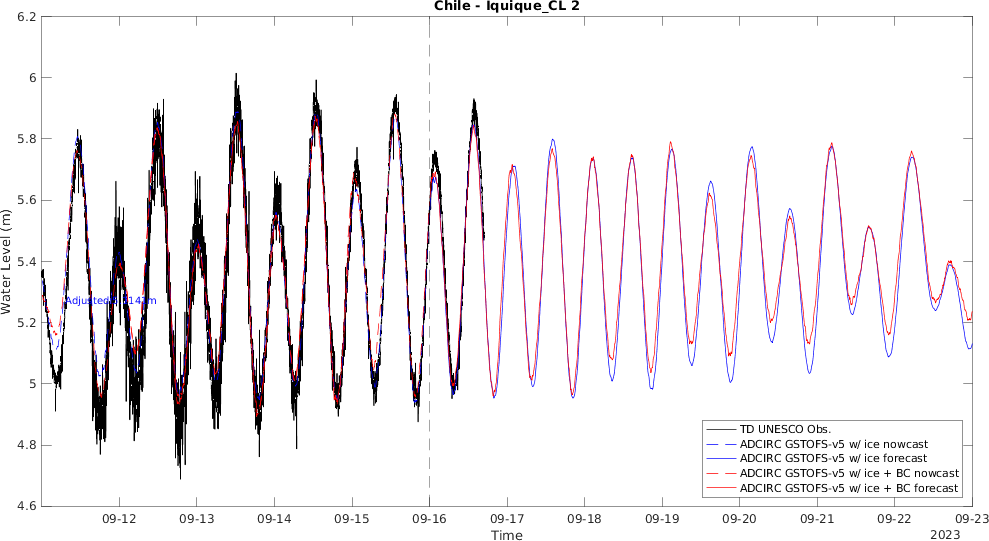 Chile - Iquique_CL 2
6.2
6
5.8
5.6
5.4
5.2
5
4.8
4.6
Water Level (m)
Adjusted
09-12
09-13
09-14
09-15
09-16
09-17
09-18
09-19
09-20
09-21
09-22
09-23
Time
2023
TD UNESCO Obs.
ADCIRC GSTOFS-v5 w/ ice nowcast
ADCIRC GSTOFS-v5 w/ ice forecast
ADCIRC GSTOFS-v5 w/ ice + BC nowcast
ADCIRC GSTOFS-v5 w/ ice + BC forecast